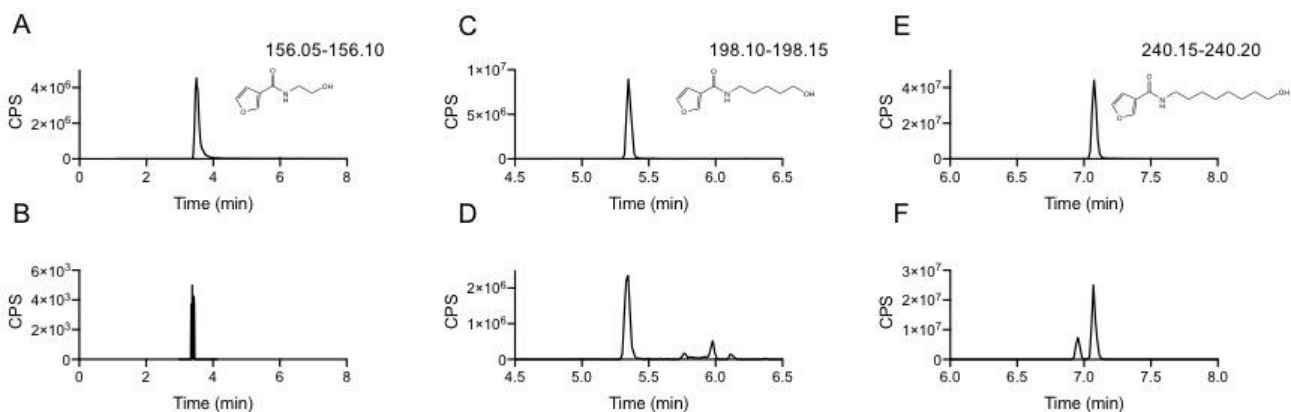 A
156.05-156.10
4×10⁶
2×10⁶
0
CPS
0 2 4 6 8
Time (min)
O
N
H
OH
O
C
198.10-198.15
1×10⁷
5×10⁶
0
CPS
4.5 5.0 5.5 6.0 6.5
Time (min)
O
N
H
OH
O
E
240.15-240.20
4×10⁷
2×10⁷
0
CPS
6.0 6.5 7.0 7.5 8.0
Time (min)
O
N
H
OH
O
B
6×10³
4×10³
2×10³
0
CPS
0 2 4 6 8
Time (min)
D
2×10⁶
1×10⁶
0
CPS
4.5 5.0 5.5 6.0 6.5
Time (min)
F
3×10⁷
2×10⁷
1×10⁷
0
CPS
6.0 6.5 7.0 7.5 8.0
Time (min)